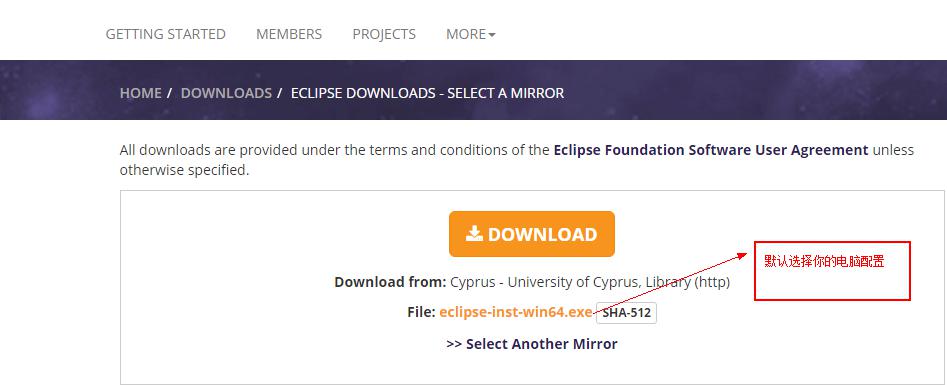 GETTING STARTED MEMBERS PROJECTS MORE
HOME / DOWNLOADS / ECLIPSE DOWNLOADS - SELECT A MIRROR
All downloads are provided under the terms and conditions of the Eclipse Foundation Software User Agreement unless
otherwise specified.
DOWNLOAD
默认选择你的电脑配置
Download from: Cyprus - University of Cyprus, Library (http)
File: eclipse-inst-win64.exe SHA-512
>> Select Another Mirror